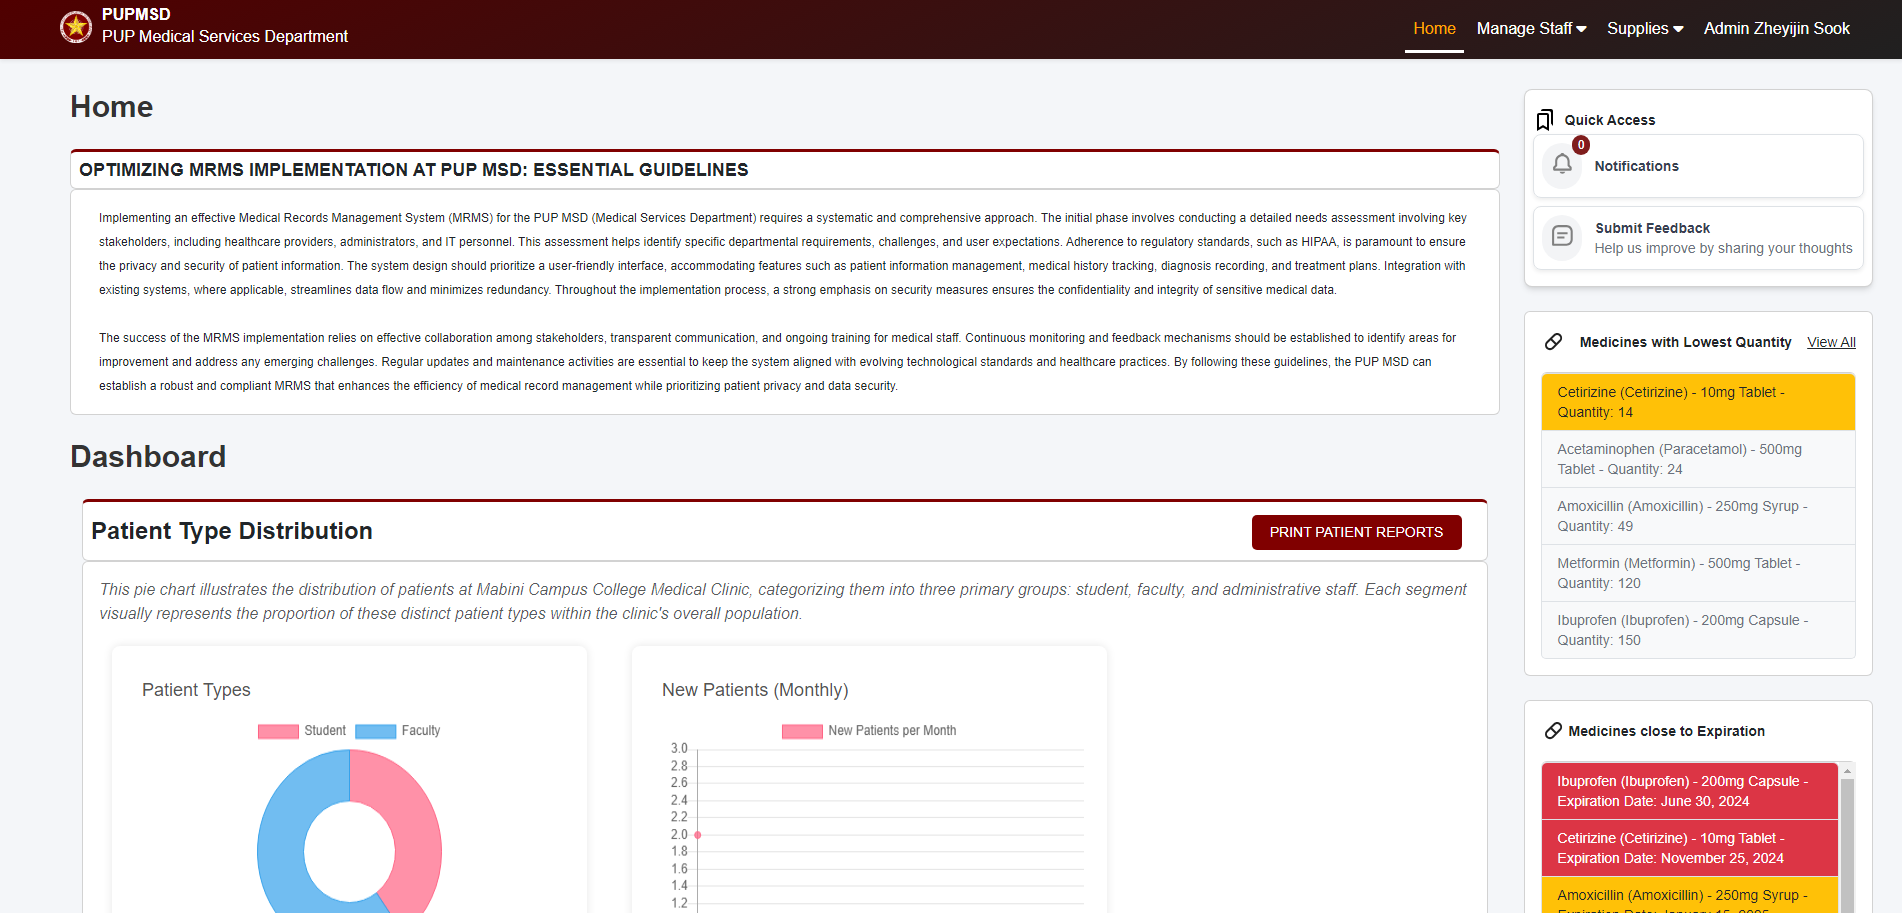 PUPMSD
PUP Medical Services Department
Home
Manage Staff
Supplies
Admin Zheyijin Sook
Home
OPTIMIZING MRMS IMPLEMENTATION AT PUP MSD: ESSENTIAL GUIDELINES
Implementing an effective Medical Records Management System (MRMS) for the PUP MSD (Medical Services Department) requires a systematic and comprehensive approach. The initial phase involves conducting a detailed needs assessment involving key
stakeholders, including healthcare providers, administrators, and IT personnel. This assessment helps identify specific departmental requirements, challenges, and user expectations. Adherence to regulatory standards, such as HIPAA, is paramount to ensure
the privacy and security of patient information. The system design should prioritize a user-friendly interface, accommodating features such as patient information management, medical history tracking, diagnosis recording, and treatment plans. Integration with
existing systems, where applicable, streamlines data flow and minimizes redundancy. Throughout the implementation process, a strong emphasis on security measures ensures the confidentiality and integrity of sensitive medical data.
The success of the MRMS implementation relies on effective collaboration among stakeholders, transparent communication, and ongoing training for medical staff. Continuous monitoring and feedback mechanisms should be established to identify areas for
improvement and address any emerging challenges. Regular updates and maintenance activities are essential to keep the system aligned with evolving technological standards and healthcare practices. By following these guidelines, the PUP MSD can
establish a robust and compliant MRMS that enhances the efficiency of medical record management while prioritizing patient privacy and data security.
Dashboard
Patient Type Distribution
PRINT PATIENT REPORTS
This pie chart illustrates the distribution of patients at Mabini Campus College Medical Clinic, categorizing them into three primary groups: student, faculty, and administrative staff. Each segment
visually represents the proportion of these distinct patient types within the clinic's overall population.
Patient Types
Student
Faculty
New Patients (Monthly)
New Patients per Month
3.0
2.8
2.6
2.4
2.2
2.0
1.8
1.6
1.4
1.2
Quick Access
0
Notifications
Submit Feedback
Help us improve by sharing your thoughts
Medicines with Lowest Quantity
View All
Cetirizine (Cetirizine) - 10mg Tablet -
Quantity: 14
Acetaminophen (Paracetamol) - 500mg
Tablet - Quantity: 24
Amoxicillin (Amoxicillin) - 250mg Syrup -
Quantity: 49
Metformin (Metformin) - 500mg Tablet -
Quantity: 120
Ibuprofen (Ibuprofen) - 200mg Capsule -
Quantity: 150
Medicines close to Expiration
Ibuprofen (Ibuprofen) - 200mg Capsule -
Expiration Date: June 30, 2024
Cetirizine (Cetirizine) - 10mg Tablet -
Expiration Date: November 25, 2024
Amoxicillin (Amoxicillin) - 250mg Syrup -
Expiration Date: January 15, 2025